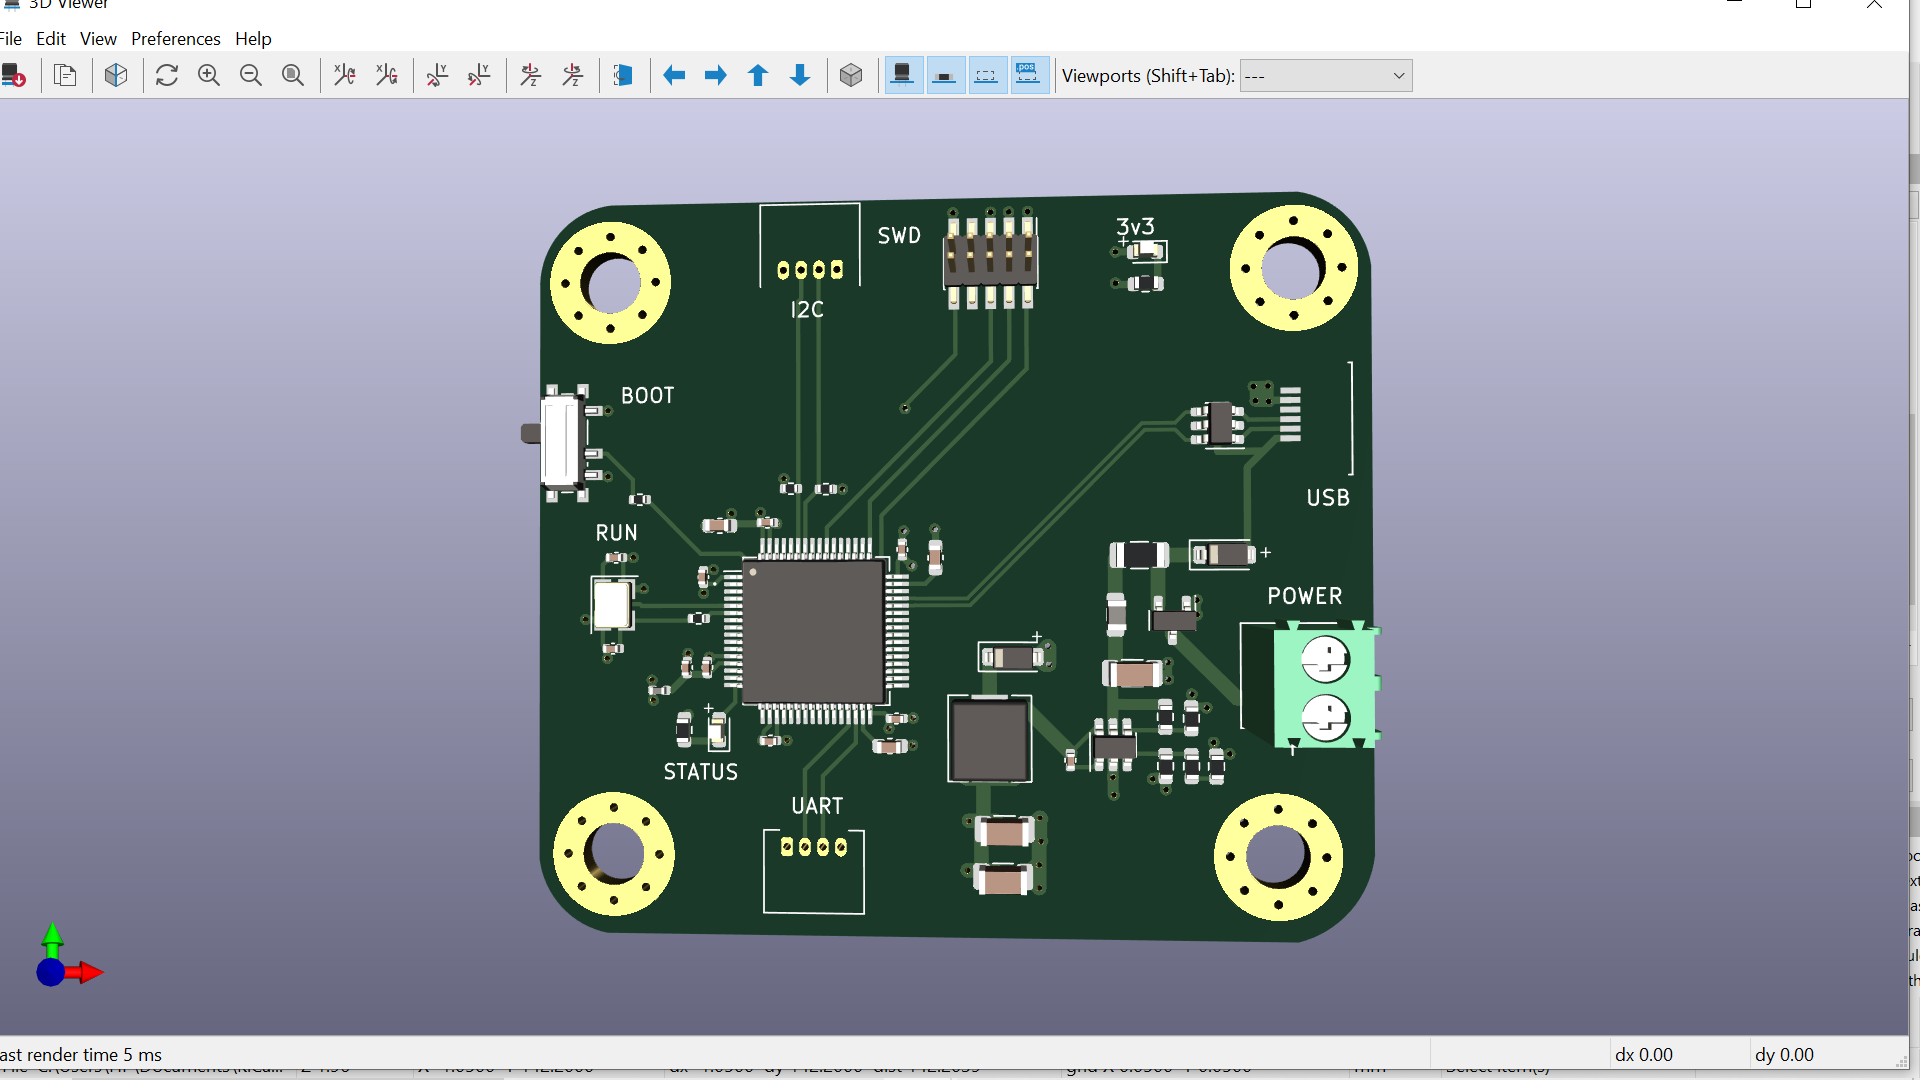 3D Viewer
File Edit View Preferences Help
Viewports (Shift+Tab): ---
3v3
SWD
I2C
BOOT
USB
RUN
POWER
STATUS
UART
ast render time 5 ms
dx 0.00
dy 0.00